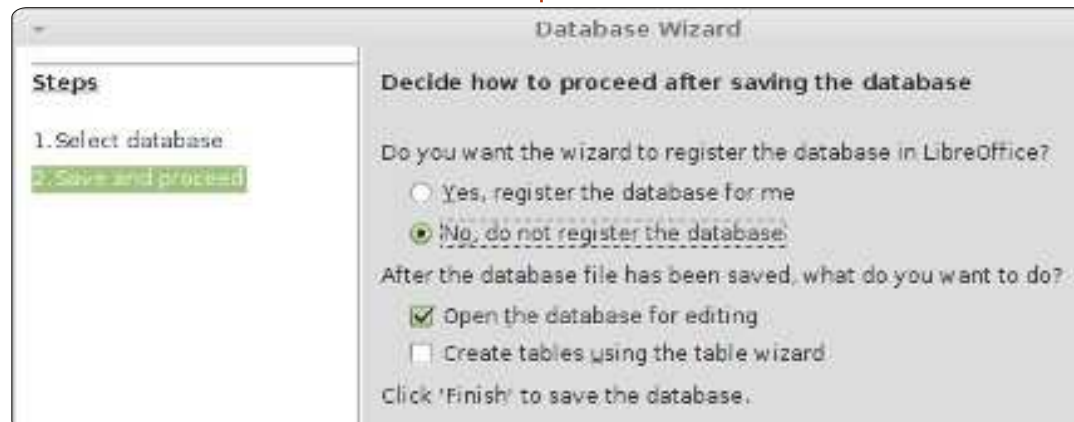 Database Wizard
Steps
1.Select database
2.Save and proceed
Decide how to proceed after saving the database
Do you want the wizard to register the database in LibreOffice?
Yes, register the database for me
No, do not register the database
After the database file has been saved, what do you want to do?
Open the database for editing
Create tables using the table wizard
Click 'Finish' to save the database.